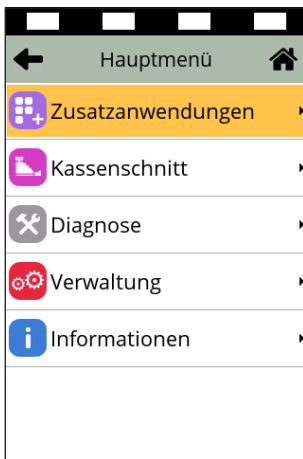 Hauptmenü
Zusatzanwendungen
Kassenschnitt
Diagnose
Verwaltung
Informationen